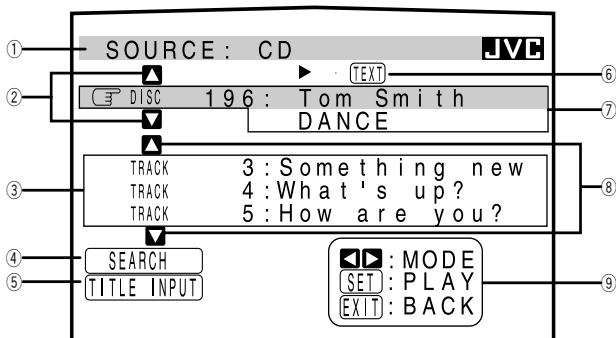 ① SOURCE: CD JVC
② ▲ ▶ · TEXT ⑥
DISC 196: Tom Smith ⑦
▼ DANCE
▲ ⑧
③ TRACK 3:Something new
TRACK 4:What's up?
TRACK 5:How are you?
▼
④ SEARCH ◀▶:MODE
⑤ TITLE INPUT SET:PLAY ⑨
EXIT:BACK